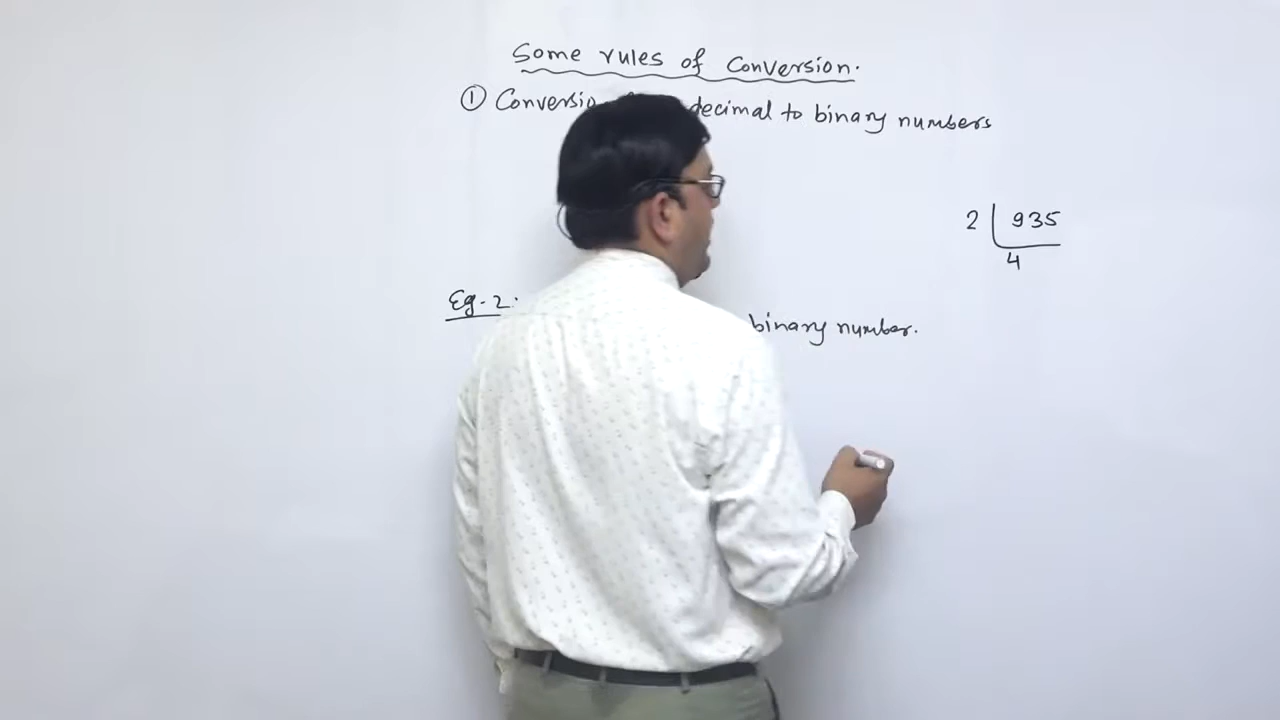 Some rules of Conversion.
① Conversio decimal to binary numbers
2 935
4
Eg-2:
binary number.